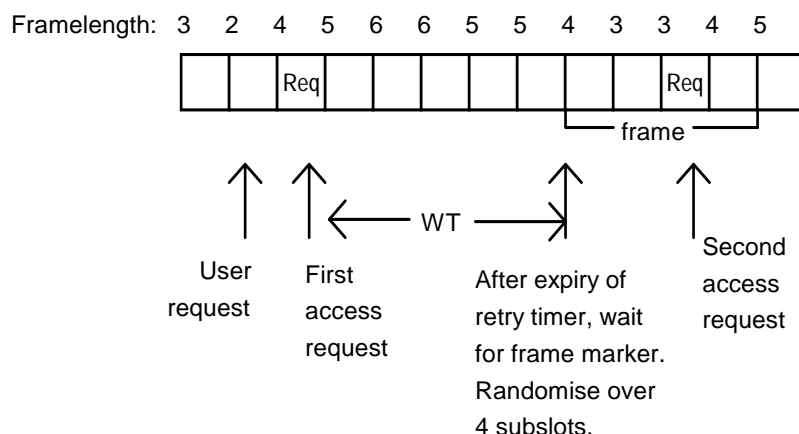 Framelength: 3 2 4 5 6 6 5 5 4 3 3 4 5
Req Req
frame
WT
User
request
First
access
request
After expiry of
retry timer, wait
for frame marker.
Randomise over
4 subslots.
Second
access
request